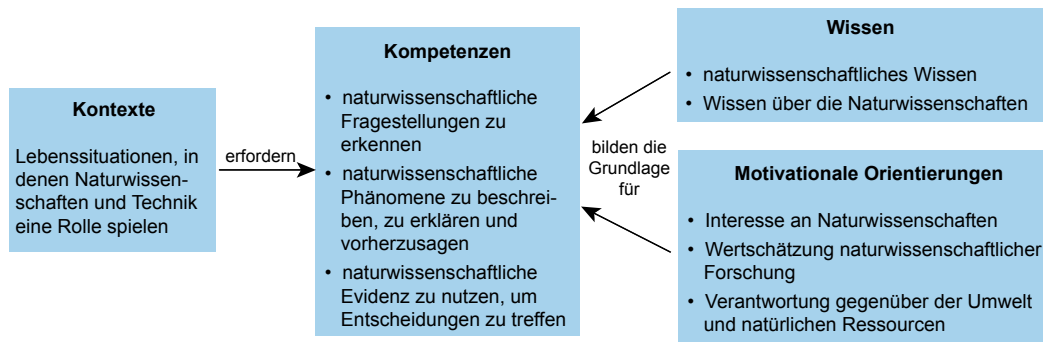 Kontexte
Lebenssituationen, in
denen Naturwissen-
schaften und Technik
eine Rolle spielen
erfordern
Kompetenzen
• naturwissenschaftliche
Fragestellungen zu
erkennen
• naturwissenschaftliche
Phänomene zu beschrei-
ben, zu erklären und
vorherzusagen
• naturwissenschaftliche
Evidenz zu nutzen, um
Entscheidungen zu treffen
bilden die
Grundlage
für
Wissen
• naturwissenschaftliches Wissen
• Wissen über die Naturwissenschaften
Motivationale Orientierungen
• Interesse an Naturwissenschaften
• Wertschätzung naturwissenschaftlicher
Forschung
• Verantwortung gegenüber der Umwelt
und natürlichen Ressourcen